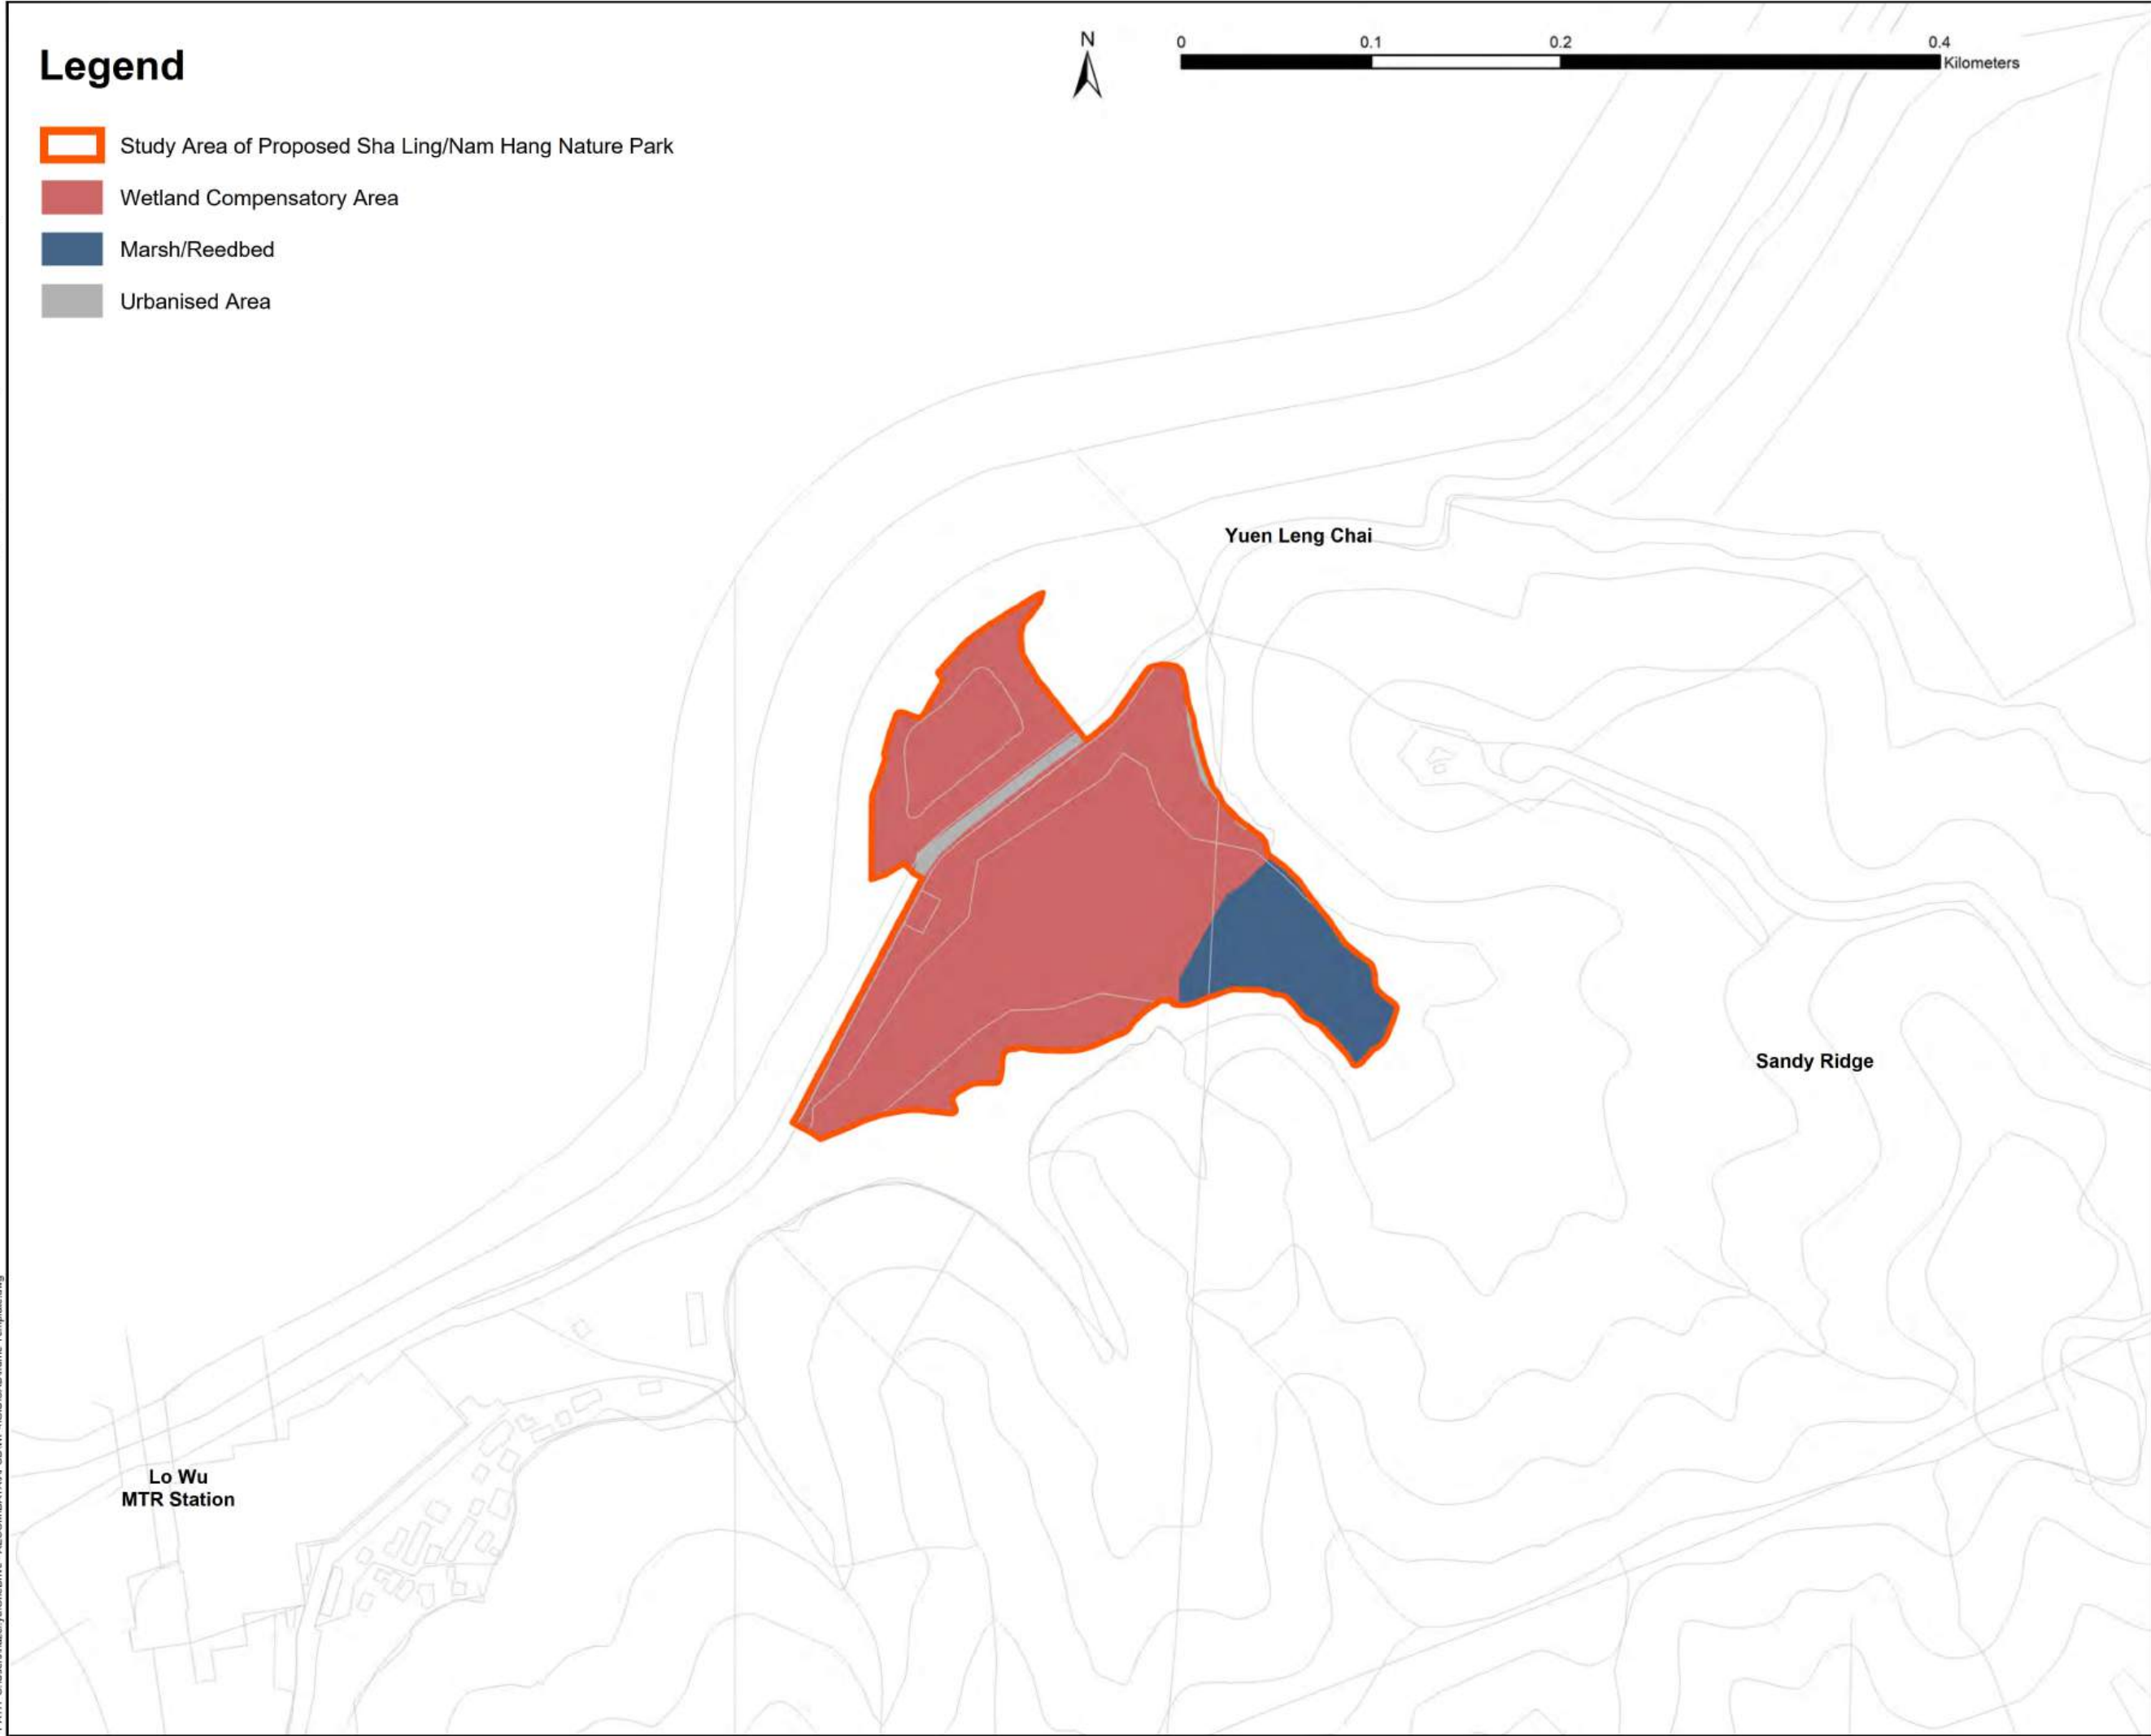 Legend
Study Area of Proposed Sha Ling/Nam Hang Nature Park
Wetland Compensatory Area
Marsh/Reedbed
Urbanised Area
N
0 0.1 0.2 0.4
Kilometers
Yuen Leng Chai
Sandy Ridge
Lo Wu
MTR Station